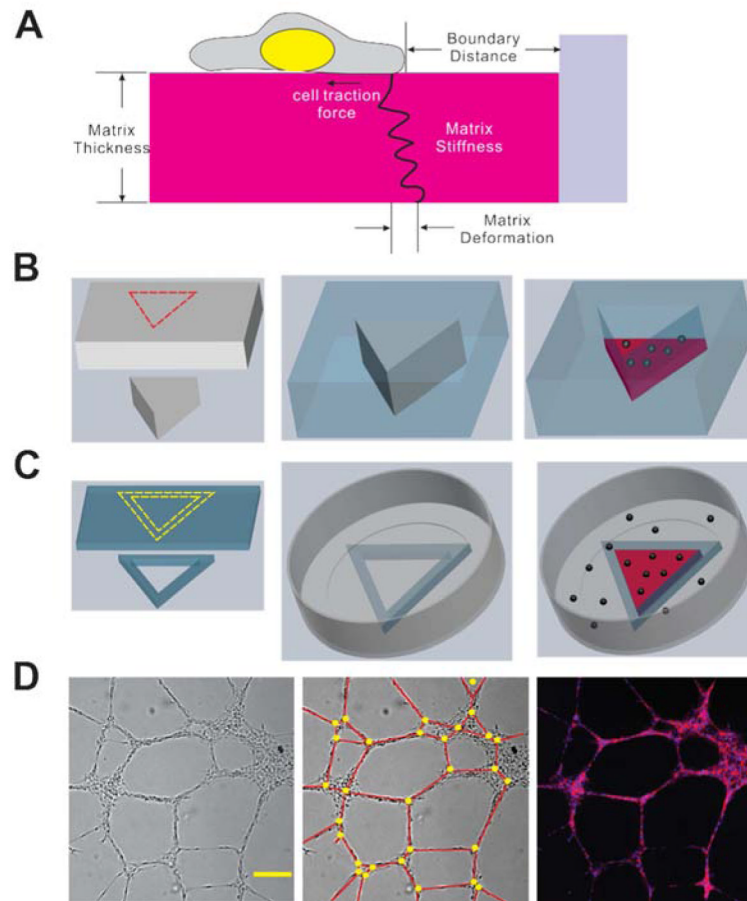 A
Boundary
Distance
cell traction
force
Matrix
Thickness
Matrix
Stiffness
Matrix
Deformation
B
C
D